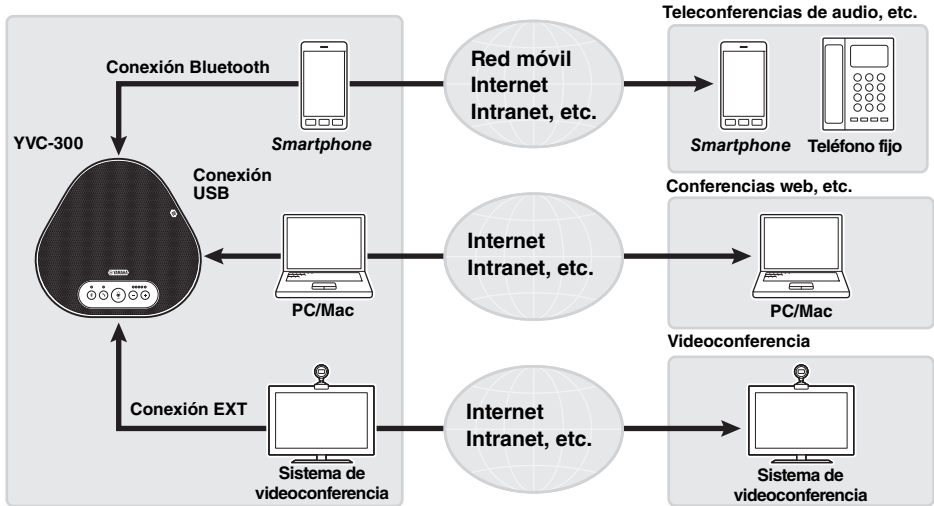 Teleconferencias de audio, etc.
Conexión Bluetooth
Red móvil
Internet
Intranet, etc.
YVC-300
Smartphone
Smartphone
Teléfono fijo
Conexión
USB
Conferencias web, etc.
Internet
Intranet, etc.
YAMAHA
PC/Mac
PC/Mac
Videoconferencia
Conexión EXT
Internet
Intranet, etc.
Sistema de
videoconferencia
Sistema de
videoconferencia